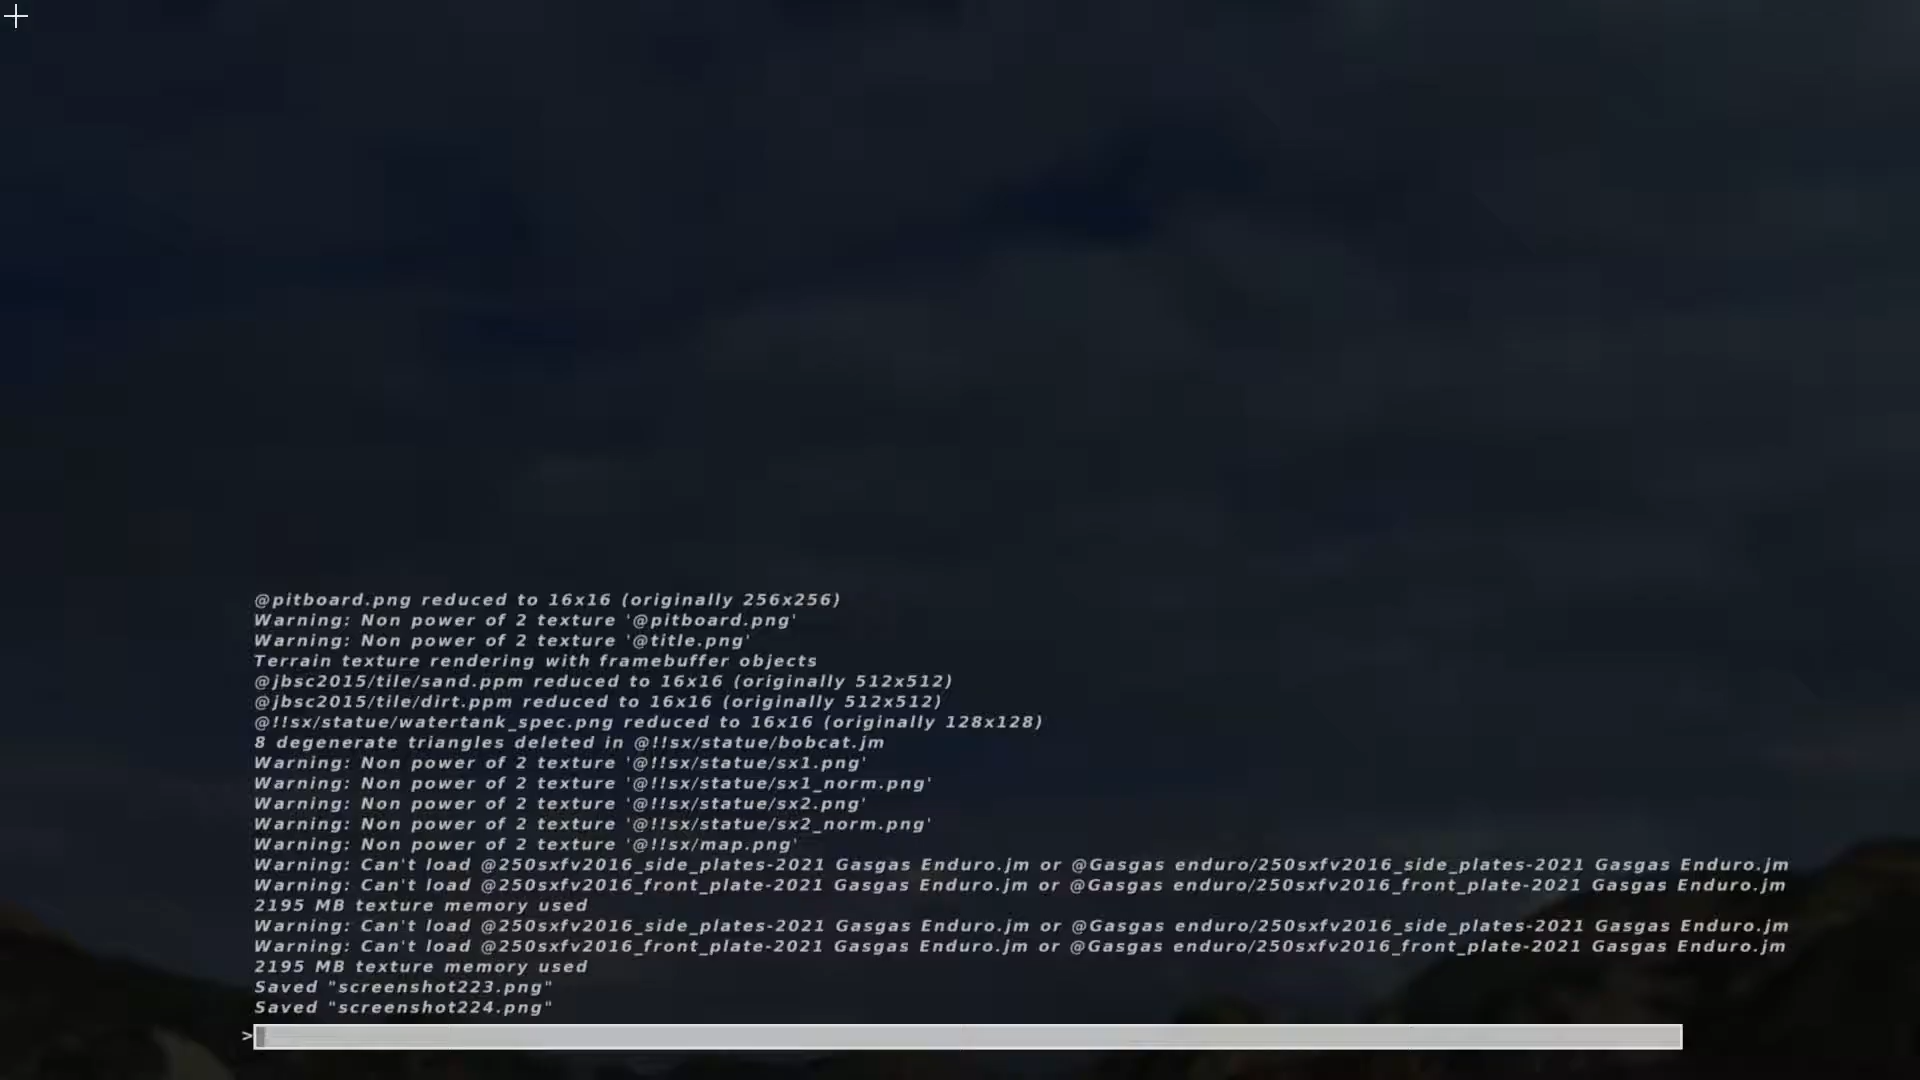 @pitboard.png reduced to 16x16 (originally 256x256)
Warning: Non power of 2 texture '@pitboard.png'
Warning: Non power of 2 texture '@title.png'
Terrain texture rendering with framebuffer objects
@jbsc2015/tile/sand.ppm reduced to 16x16 (originally 512x512)
@jbsc2015/tile/dirt.ppm reduced to 16x16 (originally 512x512)
@!!sx/statue/watertank_spec.png reduced to 16x16 (originally 128x128)
8 degenerate triangles deleted in @!!sx/statue/bobcat.jm
Warning: Non power of 2 texture '@!!sx/statue/sx1.png'
Warning: Non power of 2 texture '@!!sx/statue/sx1_norm.png'
Warning: Non power of 2 texture '@!!sx/statue/sx2.png'
Warning: Non power of 2 texture '@!!sx/statue/sx2_norm.png'
Warning: Non power of 2 texture '@!!sx/map.png'
Warning: Can't load @250sxfv2016_side_plates-2021 Gasgas Enduro.jm or @Gasgas enduro/250sxfv2016_side_plates-2021 Gasgas Enduro.jm
Warning: Can't load @250sxfv2016_front_plate-2021 Gasgas Enduro.jm or @Gasgas enduro/250sxfv2016_front_plate-2021 Gasgas Enduro.jm
2195 MB texture memory used
Warning: Can't load @250sxfv2016_side_plates-2021 Gasgas Enduro.jm or @Gasgas enduro/250sxfv2016_side_plates-2021 Gasgas Enduro.jm
Warning: Can't load @250sxfv2016_front_plate-2021 Gasgas Enduro.jm or @Gasgas enduro/250sxfv2016_front_plate-2021 Gasgas Enduro.jm
2195 MB texture memory used
Saved "screenshot223.png"
Saved "screenshot224.png"
>